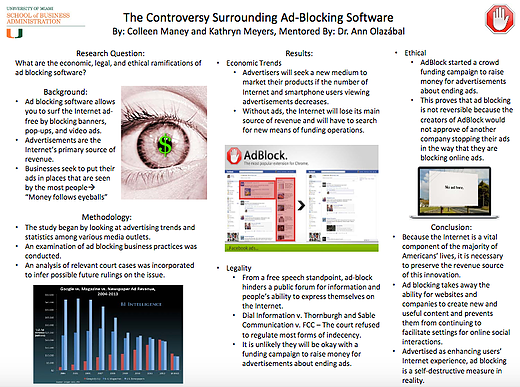 The Controversy Surrounding Ad-Blocking Software
By: Colleen Maney and Kathryn Meyers, Mentored By: Dr. Ann Olazábal
UNIVERSITY OF MIAMI
SCHOOL OF BUSINESS
ADMINISTRATION
Research Question:
What are the economic, legal, and ethical ramifications of
ad blocking software?
Background:
• Ad blocking software allows
you to surf the Internet ad-
free by blocking banners,
pop-ups, and video ads.
• Advertisements are the
Internet's primary source of
revenue.
• Businesses seek to put their
ads in places that are seen
by the most people→
"Money follows eyeballs"
$
Methodology:
• The study began by looking at advertising trends and
statistics among various media outlets.
• An examination of ad blocking business practices was
conducted.
• An analysis of relevant court cases was incorporated
to infer possible future rulings on the issue.
Google vs. Magazine vs. Newspaper Ad Revenue,
2004-2013
BI INTELLIGENCE
Results:
• Economic Trends
• Advertisers will seek a new medium to
market their products if the number of
Internet and smartphone users viewing
advertisements decreases.
• Without ads, the Internet will lose its main
source of revenue and will have to search
for new means of funding operations.
AdBlock.
The most popular extension for Chrome.
Facebook ads...
• Legality
• From a free speech standpoint, ad-block
hinders a public forum for information and
people's ability to express themselves on
the Internet.
• Dial Information v. Thornburgh and Sable
Communication v. FCC – The court refused
to regulate most forms of indecency.
• It is unlikely they will be okay with a
funding campaign to raise money for
advertisements about ending ads.
• Ethical
• AdBlock started a crowd
funding campaign to raise
money for advertisements
about ending ads.
• This proves that ad blocking
is not reversible because the
creators of AdBlock would
not approve of another
company stopping their ads
in the way that they are
blocking online ads.
No ad here.
Conclusion:
• Because the Internet is a vital
component of the majority of
Americans' lives, it is
necessary to preserve the
revenue source of
this innovation.
• Ad blocking takes away the
ability for websites and
companies to create new and
useful content and prevents
them from continuing to
facilitate settings for online
social interactions.
• Advertised as enhancing users'
Internet experience, ad blocking
is a self-destructive measure in
reality.